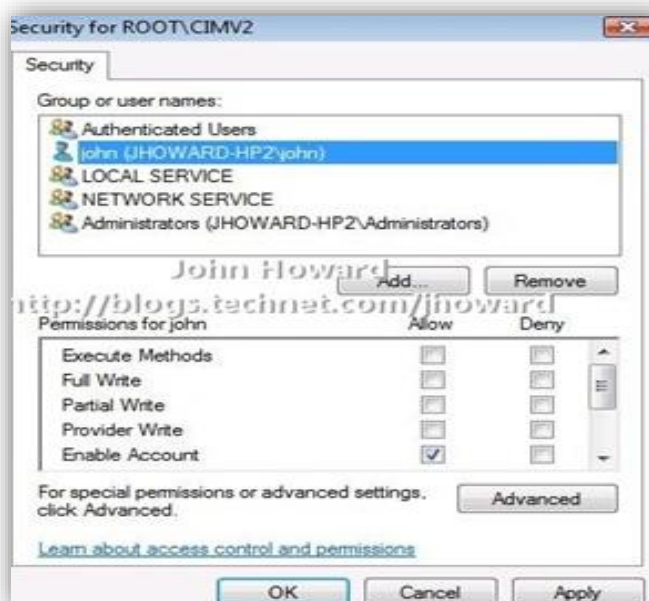 Security for ROOT\CIMV2
Security
Group or user names:
Authenticated Users
john (JHOWARD-HP2\john)
LOCAL SERVICE
NETWORK SERVICE
Administrators (JHOWARD-HP2\Administrators)
John Howard
Add... Remove
http://blogs.technet.com/jhoward
Permissions for john Allow Deny
Execute Methods
Full Write
Partial Write
Provider Write
Enable Account
For special permissions or advanced settings,
click Advanced.
Advanced
Learn about access control and permissions
OK Cancel Apply